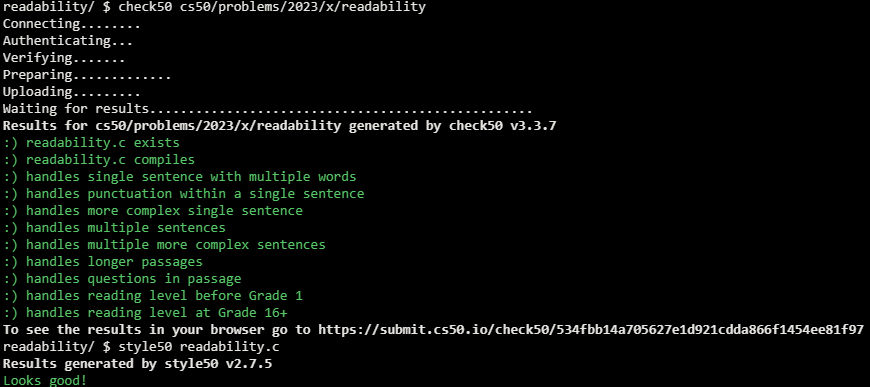 readability/ $ check50 cs50/problems/2023/x/readability
Connecting........
Authenticating...
Verifying.......
Preparing.............
Uploading.........
Waiting for results..................................................
Results for cs50/problems/2023/x/readability generated by check50 v3.3.7
:) readability.c exists
:) readability.c compiles
:) handles single sentence with multiple words
:) handles punctuation within a single sentence
:) handles more complex single sentence
:) handles multiple sentences
:) handles multiple more complex sentences
:) handles longer passages
:) handles questions in passage
:) handles reading level before Grade 1
:) handles reading level at Grade 16+
To see the results in your browser go to https://submit.cs50.io/check50/534fbb14a705627e1d921cdda866f1454ee81f97
readability/ $ style50 readability.c
Results generated by style50 v2.7.5
Looks good!